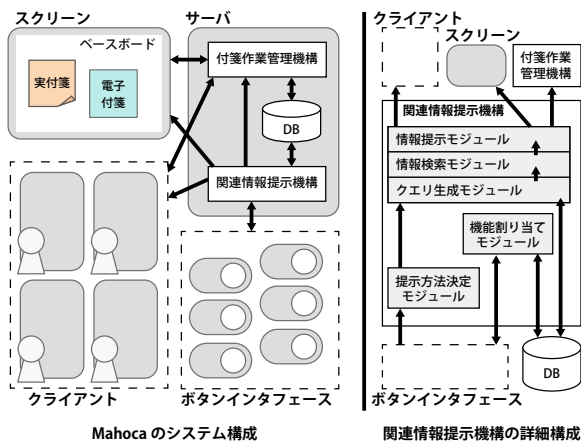 スクリーン
ベースボード
実付箋
電子
付箋
サーバ
付箋作業管理機構
DB
関連情報提示機構
クライアント
ボタンインタフェース
Mahoca のシステム構成
クライアント
スクリーン
付箋作業
管理機構
関連情報提示機構
情報提示モジュール
情報検索モジュール
クエリ生成モジュール
機能割り当て
モジュール
提示方法決定
モジュール
DB
ボタンインタフェース
関連情報提示機構の詳細構成